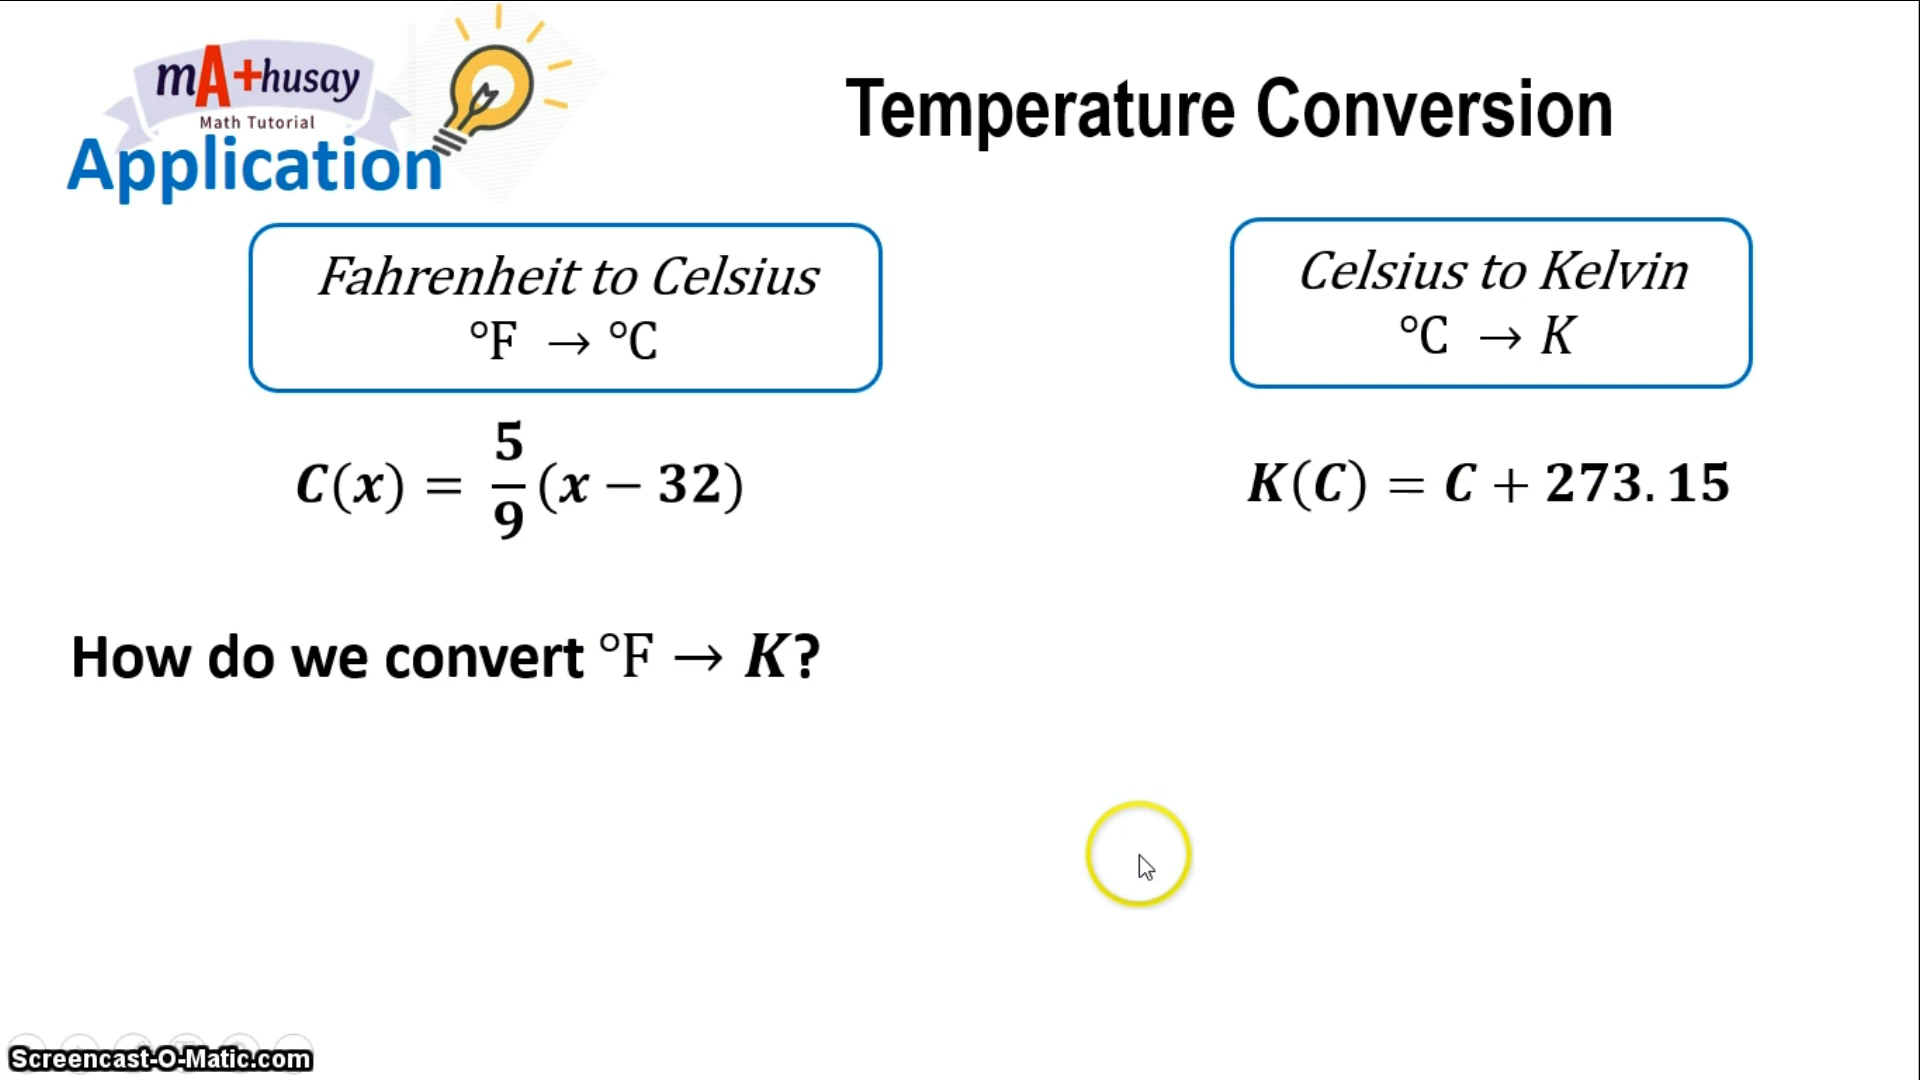 mA+husay
Math Tutorial
Application
Temperature Conversion
Fahrenheit to Celsius
°F → °C
Celsius to Kelvin
°C → K
C(x) = 5/9 (x − 32)
K(C) = C + 273.15
How do we convert °F → K?
Screencast-O-Matic.com